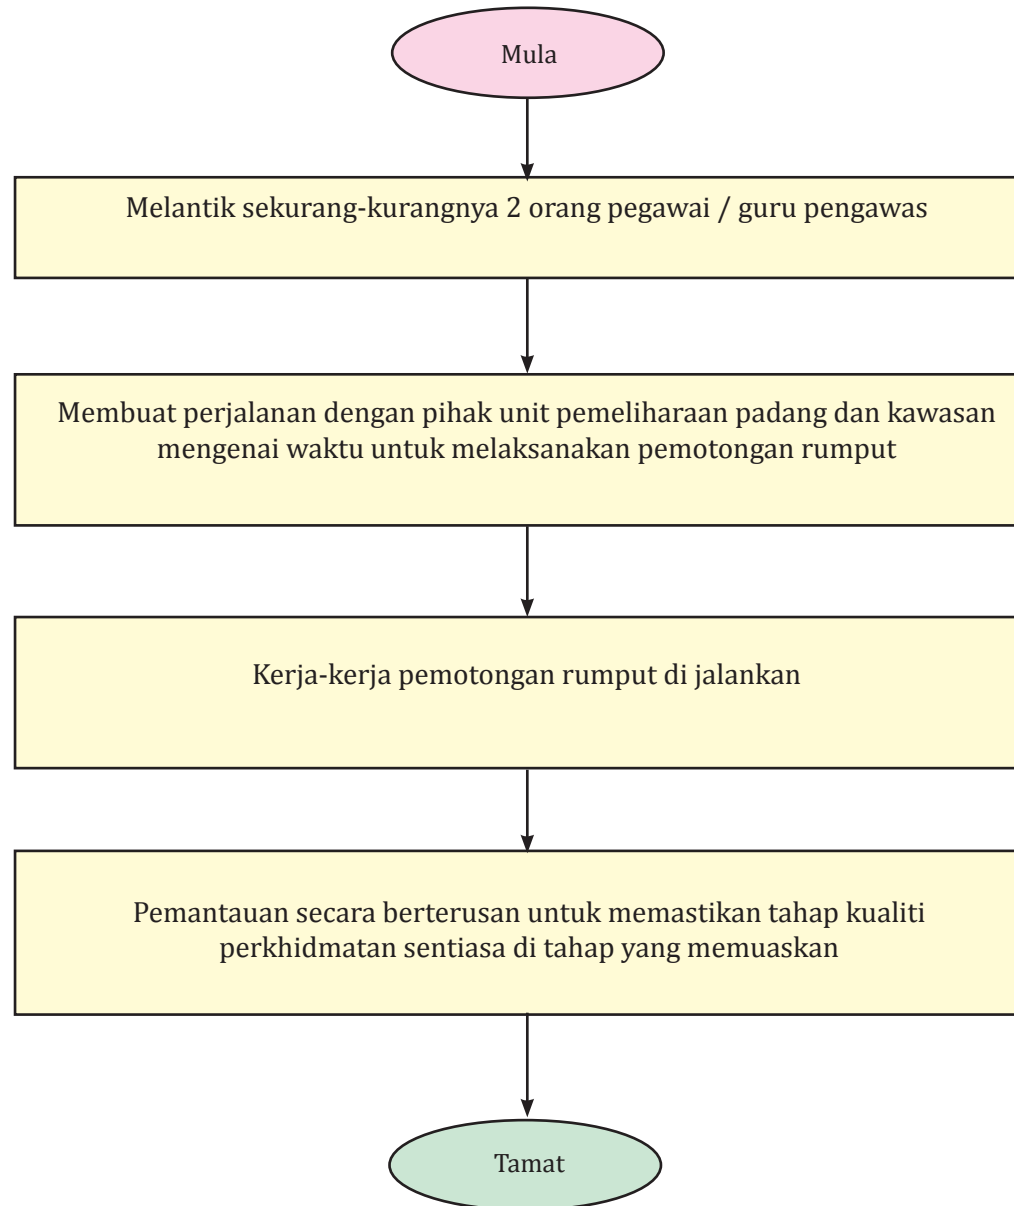 Mula
Melantik sekurang-kurangnya 2 orang pegawai / guru pengawas
Membuat perjalanan dengan pihak unit pemeliharaan padang dan kawasan
mengenai waktu untuk melaksanakan pemotongan rumput
Kerja-kerja pemotongan rumput di jalankan
Pemantauan secara berterusan untuk memastikan tahap kualiti
perkhidmatan sentiasa di tahap yang memuaskan
Tamat